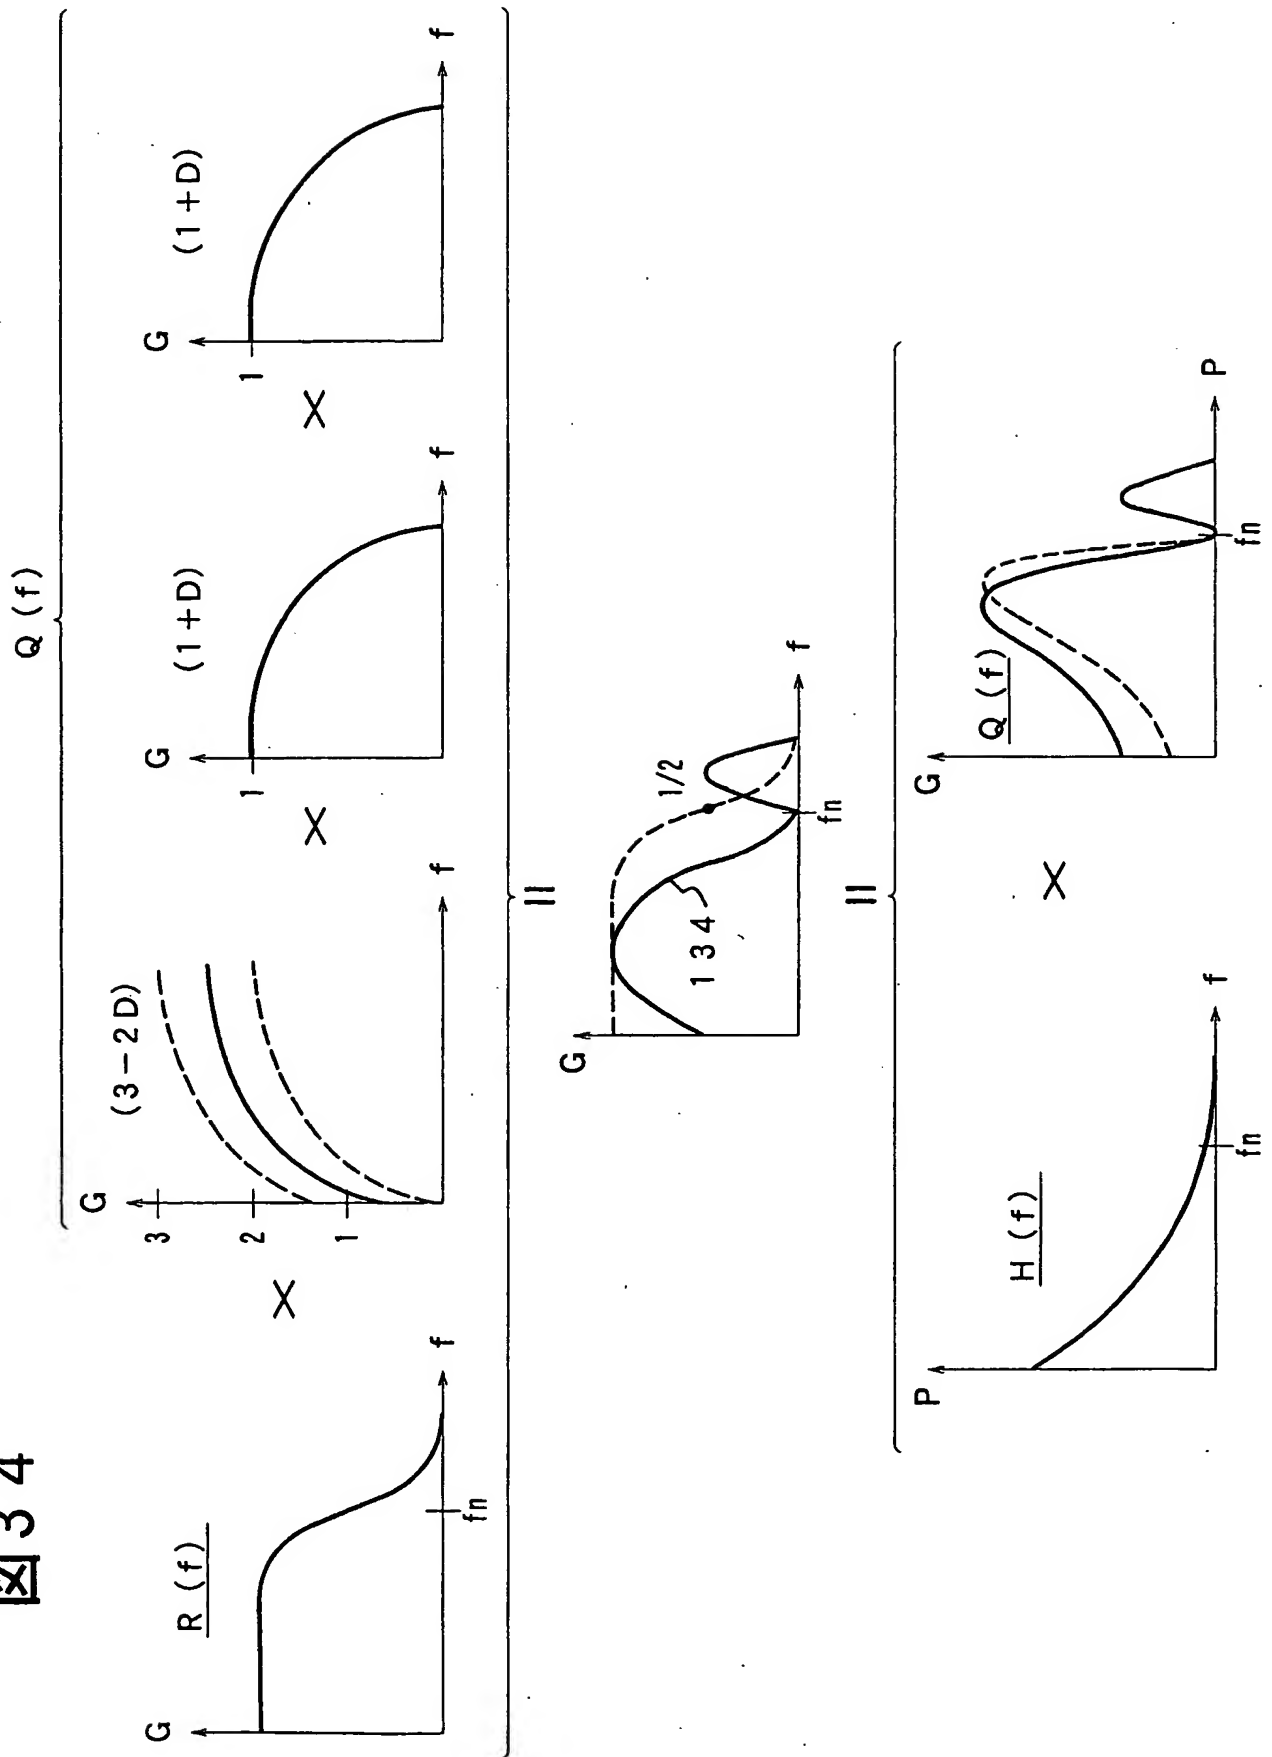 図34
Q (f)
G
R (f)
fn
f
X
G
3
2
1
(3−2D)
f
X
G
1
(1+D)
f
X
G
1
(1+D)
f
=
G
134
1/2
fn
f
=
P
H (f)
fn
f
X
G
Q (f)
fn
P